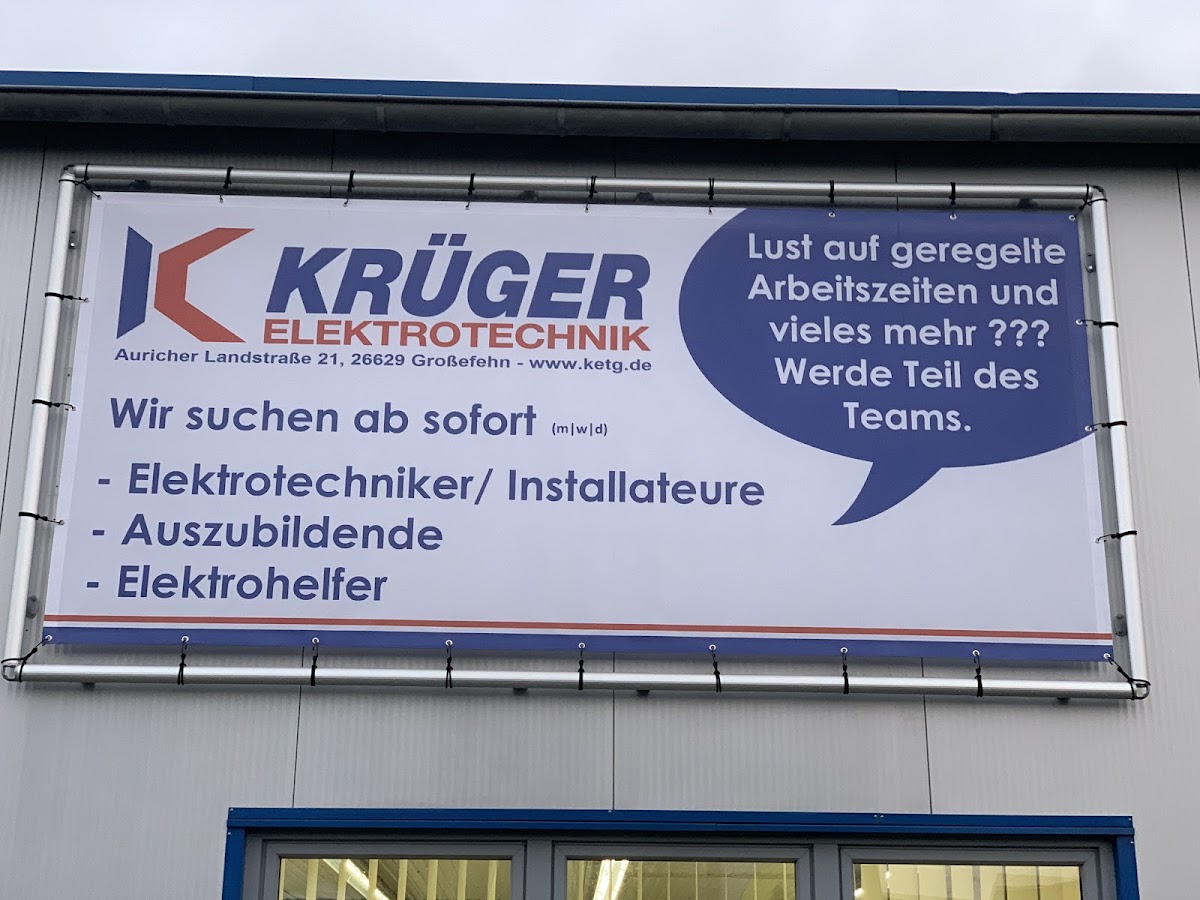 KRÜGER
ELEKTROTECHNIK
Auricher Landstraße 21, 26629 Großefehn - www.ketg.de
Lust auf geregelte
Arbeitszeiten und
vieles mehr ???
Werde Teil des
Teams.
Wir suchen ab sofort (m|w|d)
- Elektrotechniker/ Installateure
- Auszubildende
- Elektrohelfer